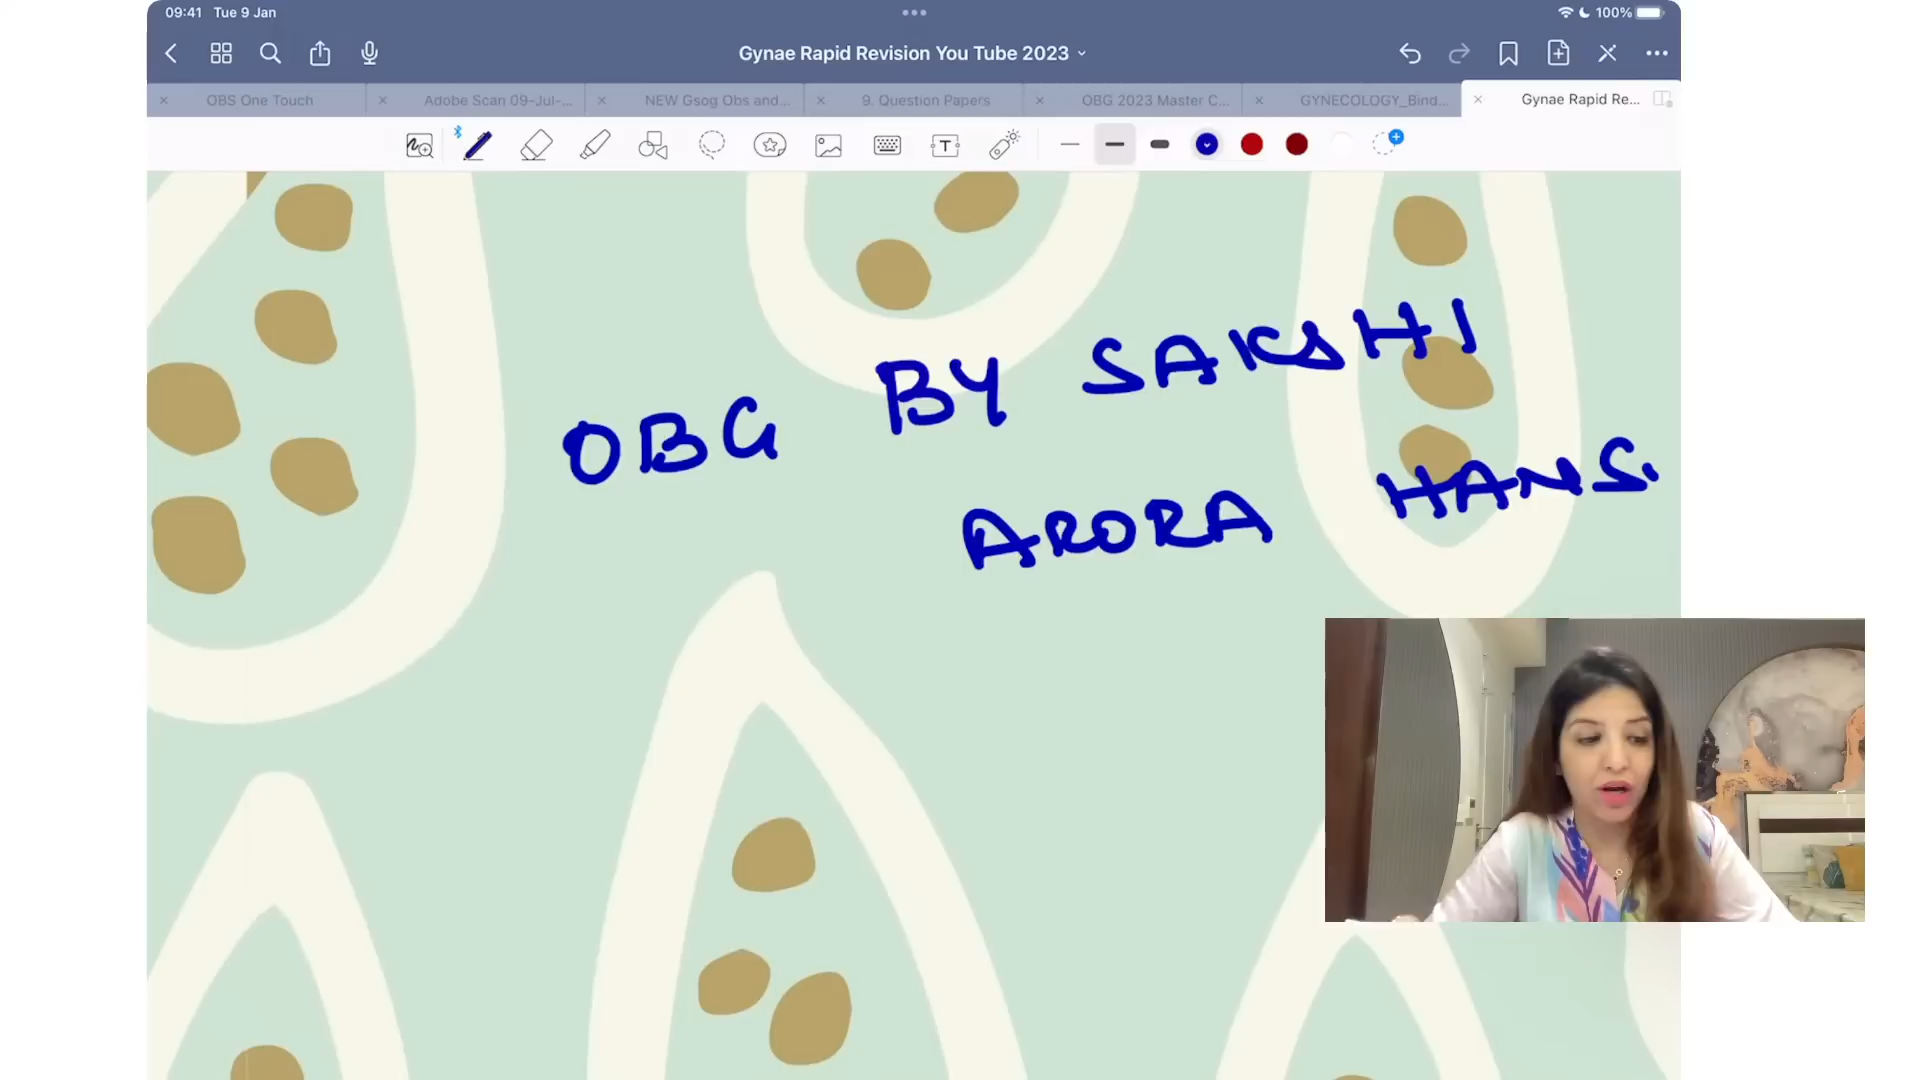 09:41 Tue 9 Jan
100%
Gynae Rapid Revision You Tube 2023
OBS One Touch
Adobe Scan 09-Jul-...
NEW Gsog Obs and...
9. Question Papers
OBG 2023 Master C...
GYNECOLOGY_Bind...
Gynae Rapid Re...
T
OBG BY SAKSHI
ARORA HANS.